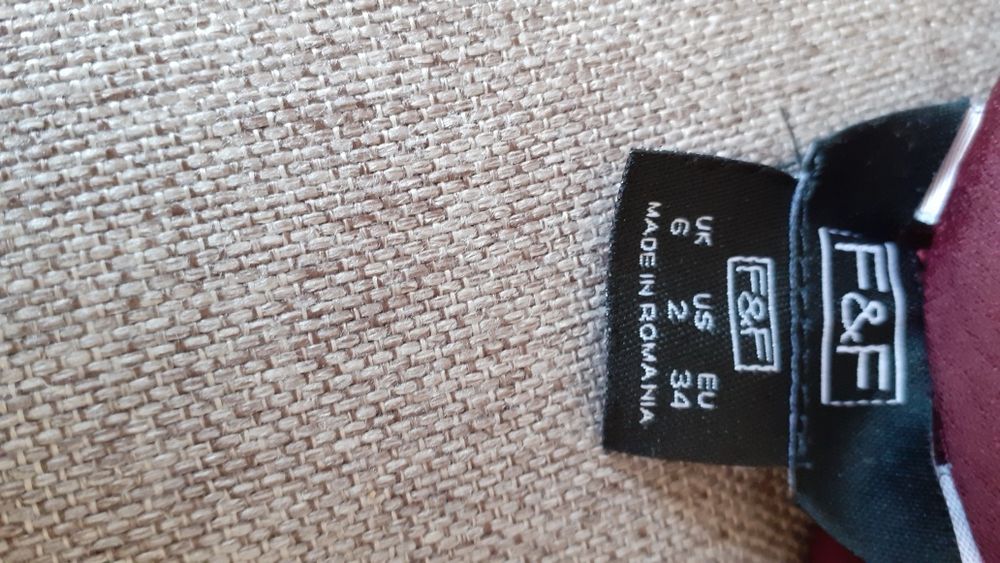 F&F
F&F
UK US EU
6 2 34
MADE IN ROMANIA